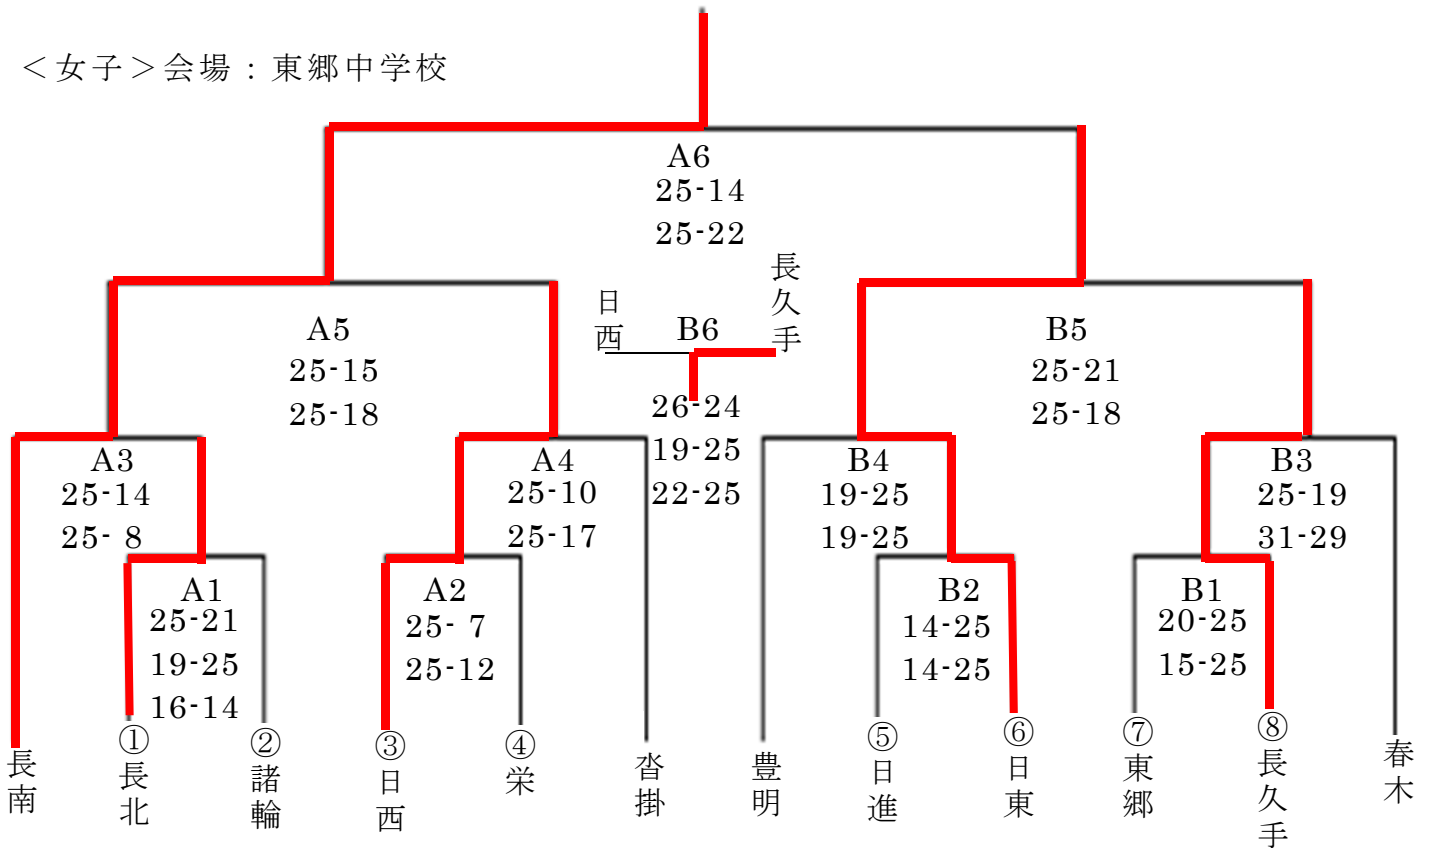 ＜女子＞会場：東郷中学校
A6
25-14
25-22
日西
B6
長久手
26-24
19-25
22-25
A5
25-15
25-18
B5
25-21
25-18
A3
25-14
25- 8
A4
25-10
25-17
B4
19-25
19-25
B3
25-19
31-29
A1
25-21
19-25
16-14
A2
25- 7
25-12
B2
14-25
14-25
B1
20-25
15-25
長南
①長北
②諸輪
③日西
④栄
沓掛
豊明
⑤日進
⑥日東
⑦東郷
⑧長久手
春木